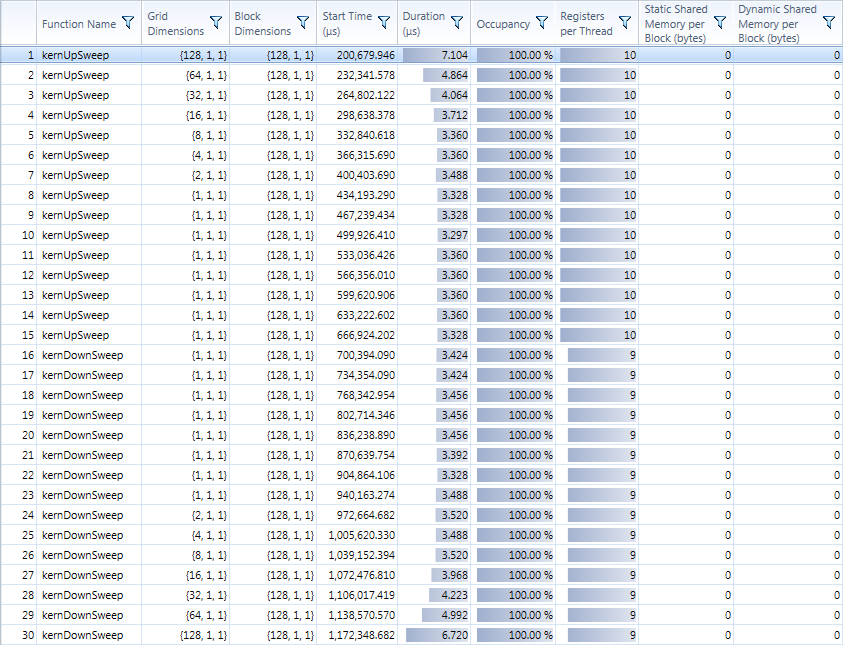 Function Name Grid Dimensions Block Dimensions Start Time (μs) Duration (μs) Occupancy Registers per Thread Static Shared Memory per Block (bytes) Dynamic Shared Memory per Block (bytes)
1 kernUpSweep {128, 1, 1} {128, 1, 1} 200,679.946 7.104 100.00 % 10 0 0
2 kernUpSweep {64, 1, 1} {128, 1, 1} 232,341.578 4.864 100.00 % 10 0 0
3 kernUpSweep {32, 1, 1} {128, 1, 1} 264,802.122 4.064 100.00 % 10 0 0
4 kernUpSweep {16, 1, 1} {128, 1, 1} 298,638.378 3.712 100.00 % 10 0 0
5 kernUpSweep {8, 1, 1} {128, 1, 1} 332,840.618 3.360 100.00 % 10 0 0
6 kernUpSweep {4, 1, 1} {128, 1, 1} 366,315.690 3.360 100.00 % 10 0 0
7 kernUpSweep {2, 1, 1} {128, 1, 1} 400,403.690 3.488 100.00 % 10 0 0
8 kernUpSweep {1, 1, 1} {128, 1, 1} 434,193.290 3.328 100.00 % 10 0 0
9 kernUpSweep {1, 1, 1} {128, 1, 1} 467,239.434 3.328 100.00 % 10 0 0
10 kernUpSweep {1, 1, 1} {128, 1, 1} 499,926.410 3.297 100.00 % 10 0 0
11 kernUpSweep {1, 1, 1} {128, 1, 1} 533,036.426 3.360 100.00 % 10 0 0
12 kernUpSweep {1, 1, 1} {128, 1, 1} 566,356.010 3.360 100.00 % 10 0 0
13 kernUpSweep {1, 1, 1} {128, 1, 1} 599,620.906 3.360 100.00 % 10 0 0
14 kernUpSweep {1, 1, 1} {128, 1, 1} 633,222.602 3.360 100.00 % 10 0 0
15 kernUpSweep {1, 1, 1} {128, 1, 1} 666,924.202 3.328 100.00 % 10 0 0
16 kernDownSweep {1, 1, 1} {128, 1, 1} 700,394.090 3.424 100.00 % 9 0 0
17 kernDownSweep {1, 1, 1} {128, 1, 1} 734,354.090 3.424 100.00 % 9 0 0
18 kernDownSweep {1, 1, 1} {128, 1, 1} 768,342.954 3.456 100.00 % 9 0 0
19 kernDownSweep {1, 1, 1} {128, 1, 1} 802,714.346 3.456 100.00 % 9 0 0
20 kernDownSweep {1, 1, 1} {128, 1, 1} 836,238.890 3.456 100.00 % 9 0 0
21 kernDownSweep {1, 1, 1} {128, 1, 1} 870,639.754 3.392 100.00 % 9 0 0
22 kernDownSweep {1, 1, 1} {128, 1, 1} 904,864.106 3.328 100.00 % 9 0 0
23 kernDownSweep {1, 1, 1} {128, 1, 1} 940,163.274 3.488 100.00 % 9 0 0
24 kernDownSweep {2, 1, 1} {128, 1, 1} 972,664.682 3.520 100.00 % 9 0 0
25 kernDownSweep {4, 1, 1} {128, 1, 1} 1,005,620.330 3.488 100.00 % 9 0 0
26 kernDownSweep {8, 1, 1} {128, 1, 1} 1,039,152.394 3.520 100.00 % 9 0 0
27 kernDownSweep {16, 1, 1} {128, 1, 1} 1,072,476.810 3.968 100.00 % 9 0 0
28 kernDownSweep {32, 1, 1} {128, 1, 1} 1,106,017.419 4.223 100.00 % 9 0 0
29 kernDownSweep {64, 1, 1} {128, 1, 1} 1,138,570.570 4.992 100.00 % 9 0 0
30 kernDownSweep {128, 1, 1} {128, 1, 1} 1,172,348.682 6.720 100.00 % 9 0 0